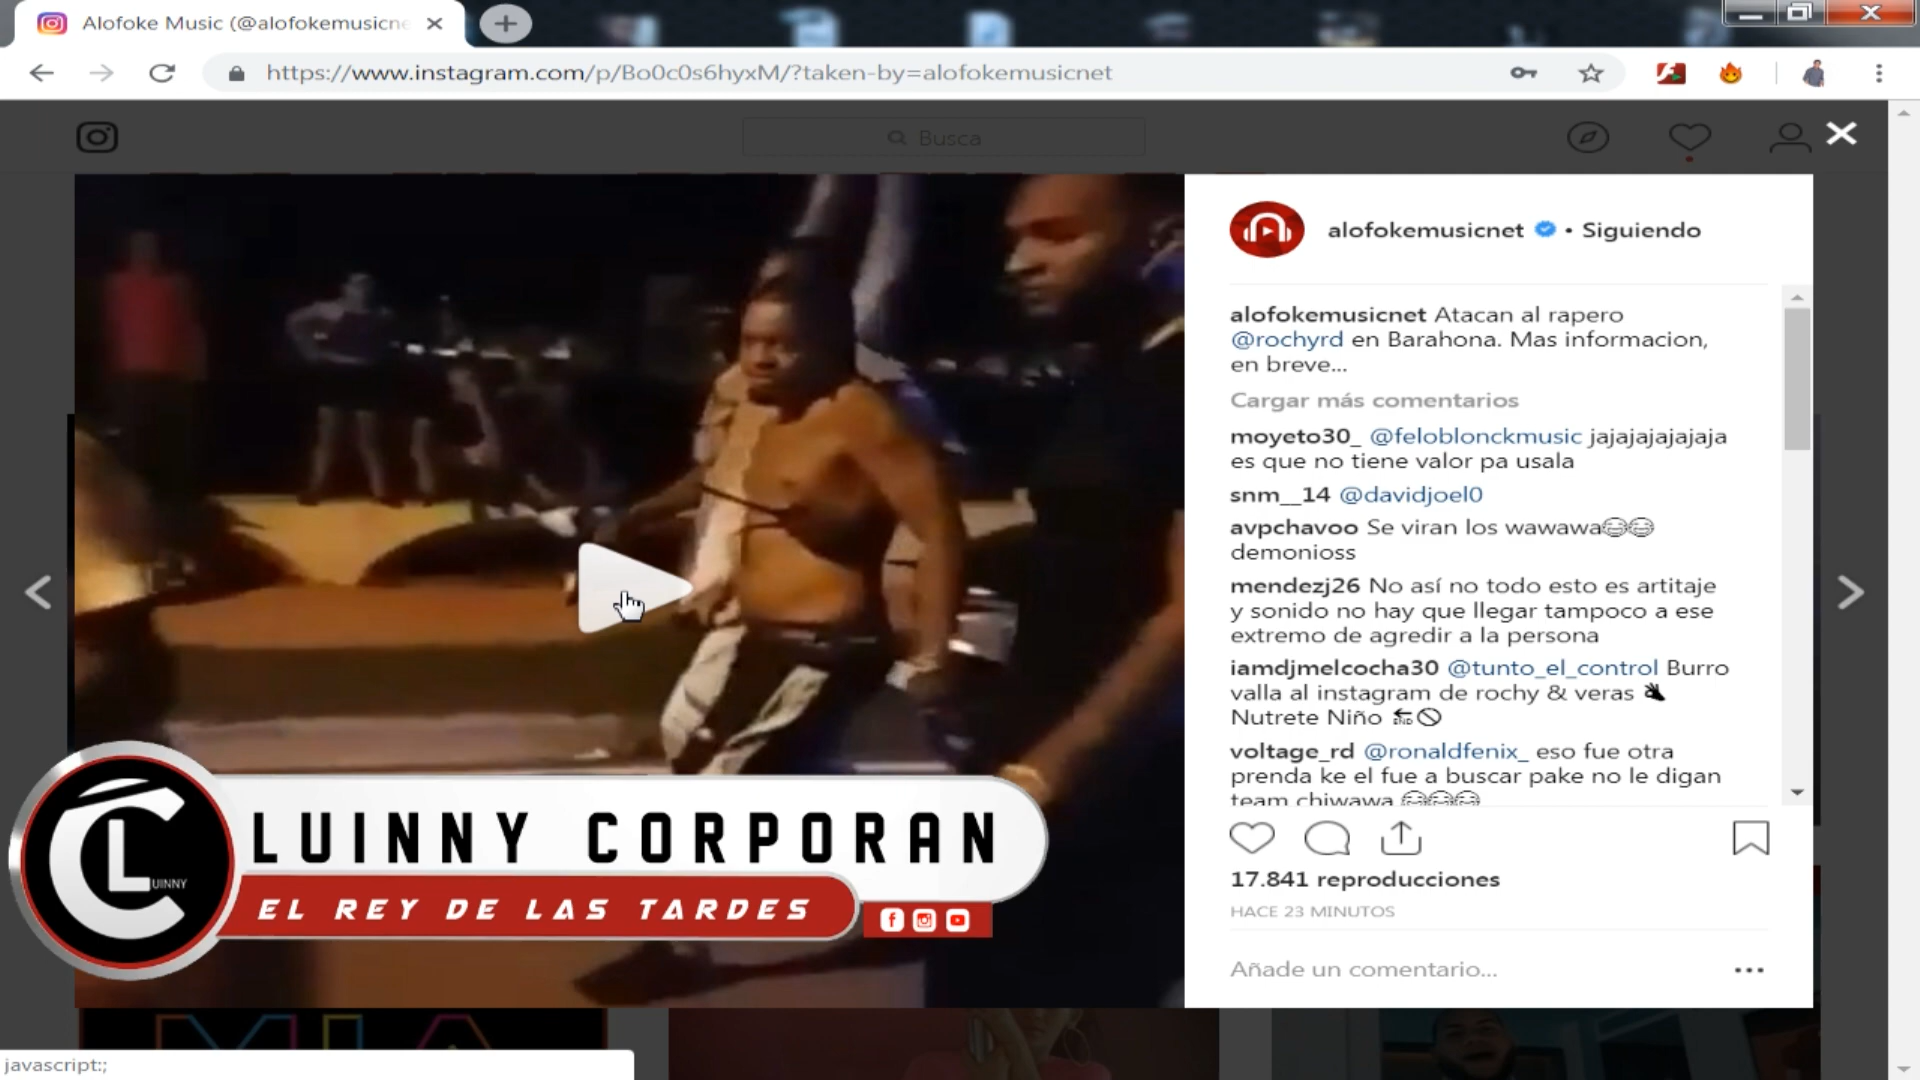 Alofoke Music (@alofokemusicne
https://www.instagram.com/p/Bo0c0s6hyxM/?taken-by=alofokemusicnet
Busca
alofokemusicnet • Siguiendo
alofokemusicnet Atacan al rapero
@rochyrd en Barahona. Mas informacion,
en breve...
Cargar más comentarios
moyeto30_ @feloblonckmusic jajajajajajaja
es que no tiene valor pa usala
snm__14 @davidjoel0
avpchavoo Se viran los wawawa😂😂
demonioss
mendezj26 No así no todo esto es artitaje
y sonido no hay que llegar tampoco a ese
extremo de agredir a la persona
iamdjmelcocha30 @tunto_el_control Burro
valla al instagram de rochy & veras
Nutrete Niño
voltage_rd @ronaldfenix_ eso fue otra
prenda ke el fue a buscar pake no le digan
team chiwawa 😂😂😂
17.841 reproducciones
HACE 23 MINUTOS
Añade un comentario...
CL UINNY
LUINNY CORPORAN
EL REY DE LAS TARDES
MIA
javascript:;